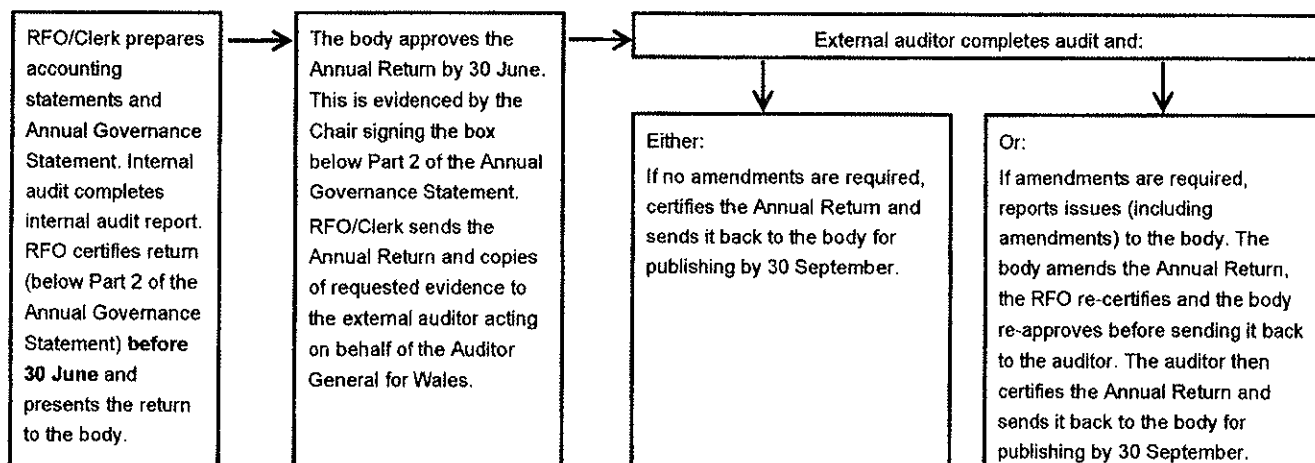 RFO/Clerk prepares
accounting
statements and
Annual Governance
Statement. Internal
audit completes
internal audit report.
RFO certifies return
(below Part 2 of the
Annual Governance
Statement) before
30 June and
presents the return
to the body.
The body approves the
Annual Return by 30 June.
This is evidenced by the
Chair signing the box
below Part 2 of the Annual
Governance Statement.
RFO/Clerk sends the
Annual Return and copies
of requested evidence to
the external auditor acting
on behalf of the Auditor
General for Wales.
External auditor completes audit and:
Either:
If no amendments are required,
certifies the Annual Return and
sends it back to the body for
publishing by 30 September.
Or:
If amendments are required,
reports issues (including
amendments) to the body. The
body amends the Annual Return,
the RFO re-certifies and the body
re-approves before sending it back
to the auditor. The auditor then
certifies the Annual Return and
sends it back to the body for
publishing by 30 September.